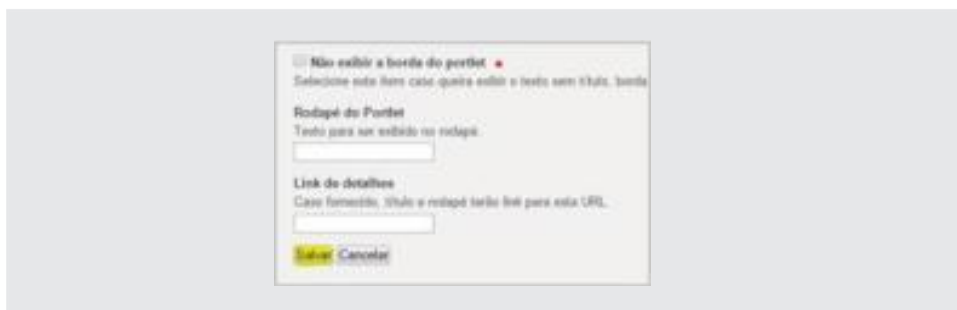 Não exibir a borda do portlet
Selecione este item caso queira exibir o texto sem título, borda
Rodapé do Portlet
Texto para ser exibido no rodapé.
Link de detalhes
Caso fornecido, título e rodapé terão link para esta URL.
Salvar Cancelar